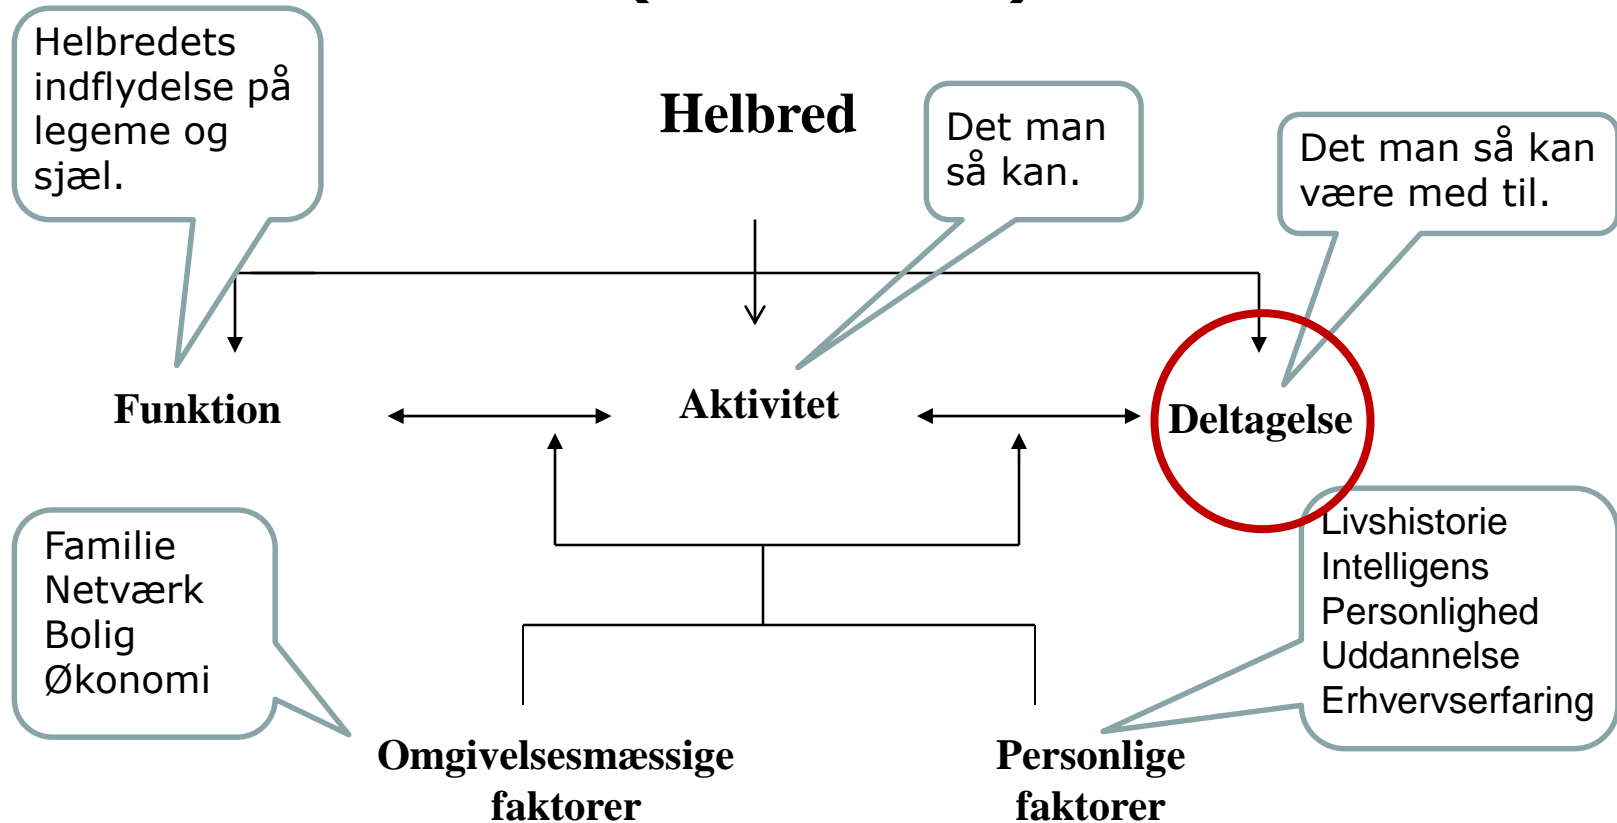 Helbredets
indflydelse på
legeme og
sjæl.
Helbred
Det man
så kan.
Det man så kan
være med til.
Funktion
Aktivitet
Deltagelse
Familie
Netværk
Bolig
Økonomi
Livshistorie
Intelligens
Personlighed
Uddannelse
Erhvervserfaring
Omgivelsesmæssige
faktorer
Personlige
faktorer